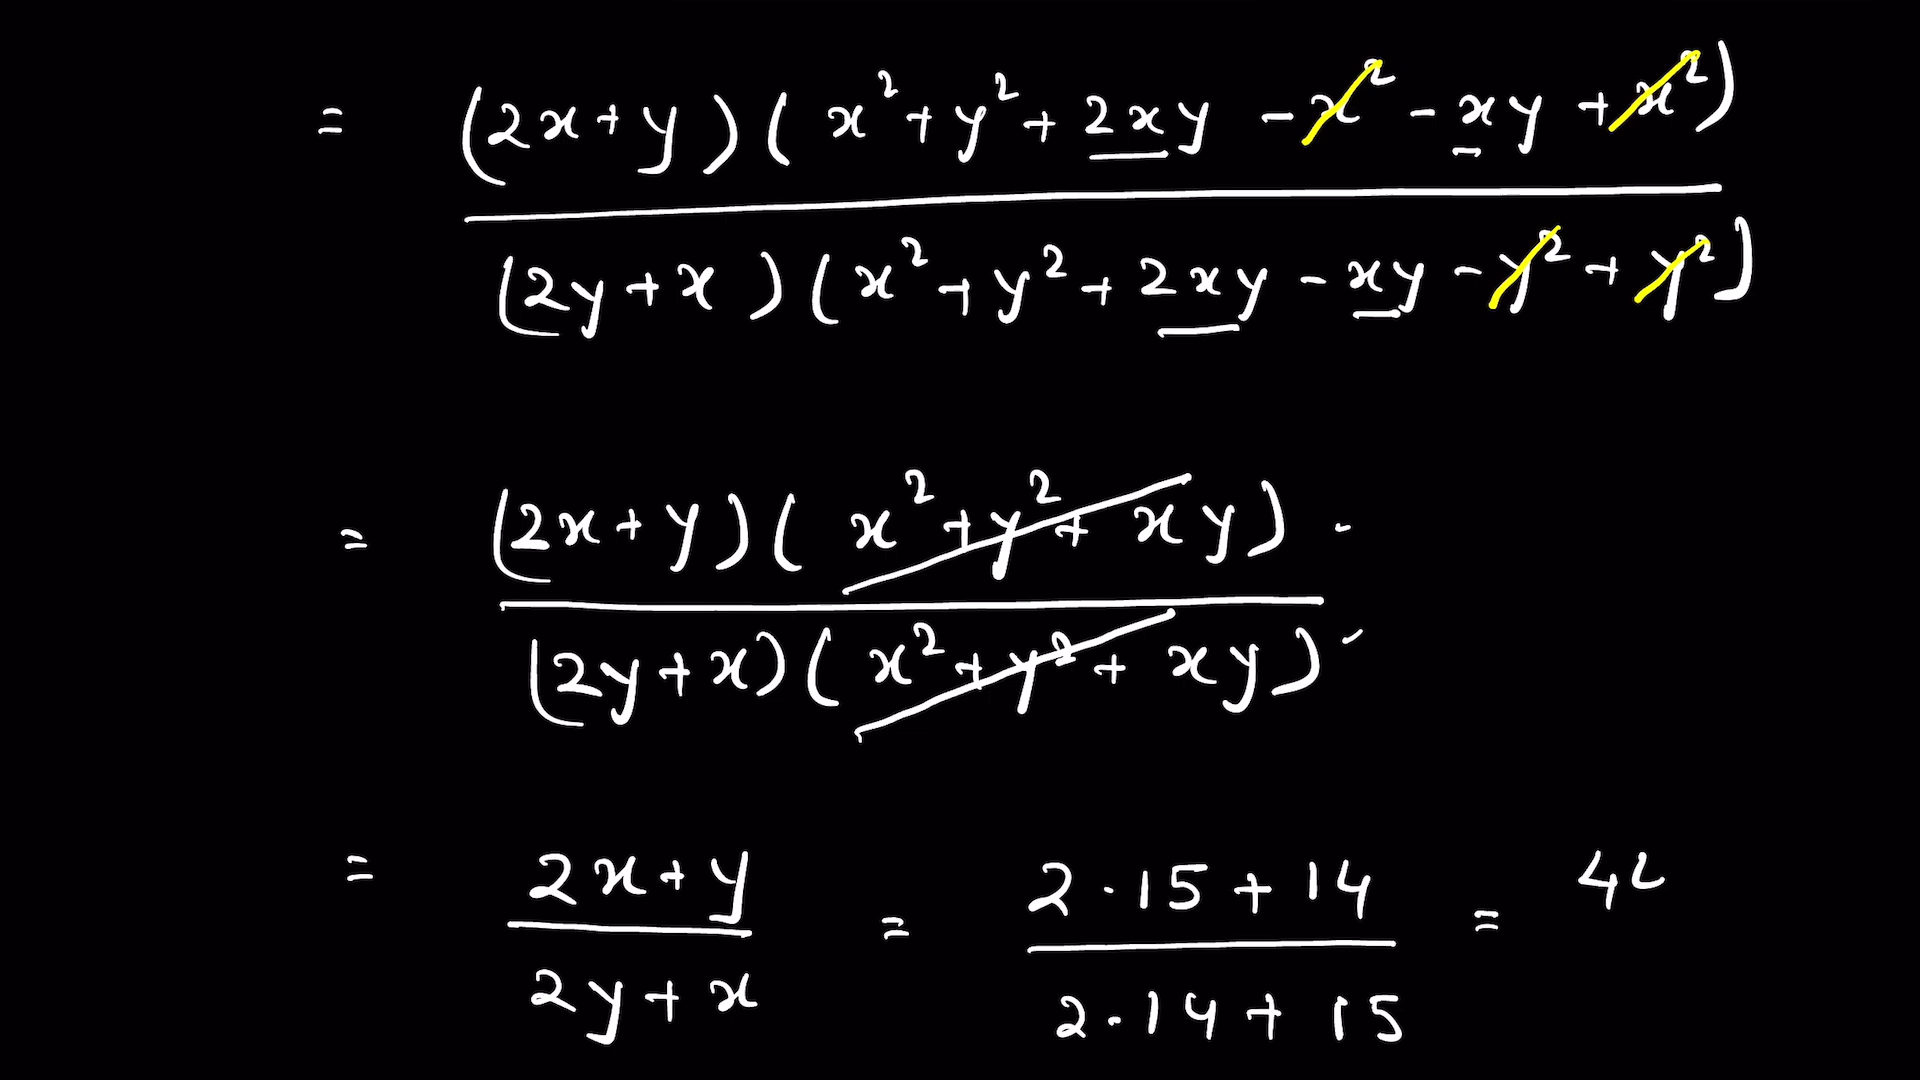 = (2x+y)(x²+y²+2xy-x²-xy+x²)
(2y+x)(x²+y²+2xy-xy-y²+y²)
= (2x+y)(x²+y²+xy)
(2y+x)(x²+y²+xy)
= 2x+y = 2·15+14 = 4
2y+x 2·14+15